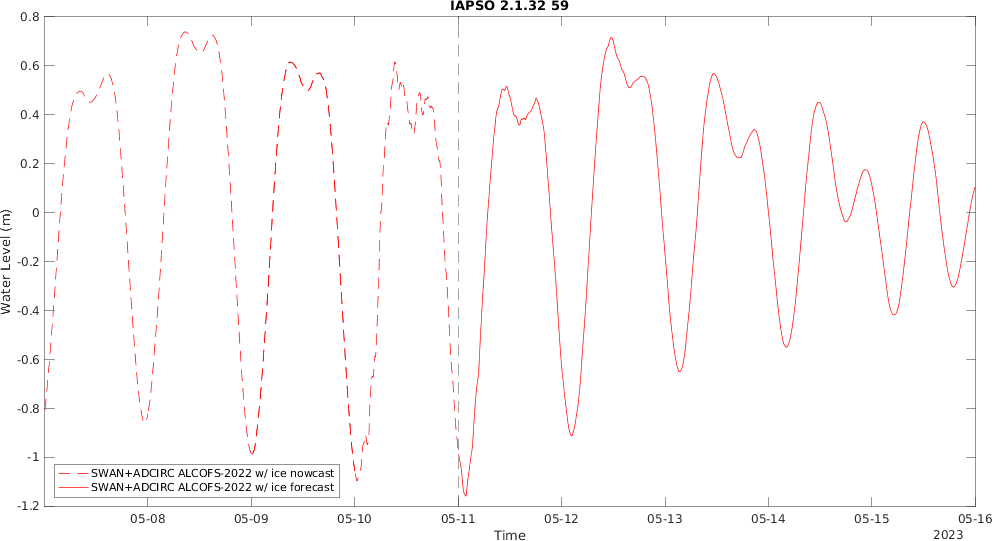 IAPSO 2.1.32 59
0.8
0.6
0.4
0.2
0
-0.2
-0.4
-0.6
-0.8
-1
-1.2
Water Level (m)
SWAN+ADCIRC ALCOFS-2022 w/ ice nowcast
SWAN+ADCIRC ALCOFS-2022 w/ ice forecast
05-08 05-09 05-10 05-11 05-12 05-13 05-14 05-15 05-16
Time
2023